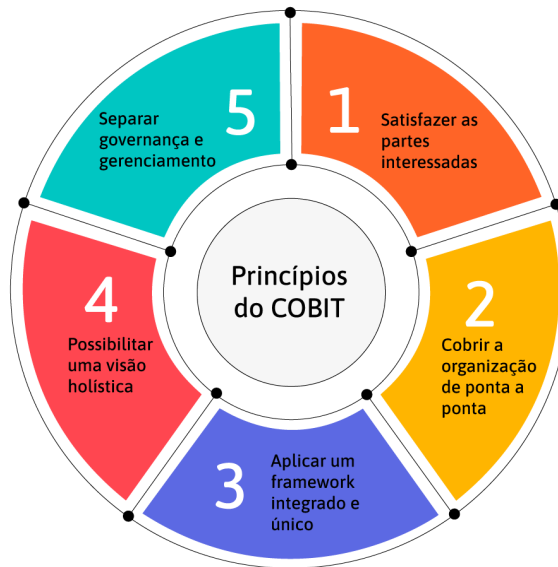 Princípios
do COBIT
1
Satisfazer as
partes
interessadas
2
Cobrir a
organização
de ponta a
ponta
3
Aplicar um
framework
integrado e
único
4
Possibilitar
uma visão
holística
5
Separar
governança e
gerenciamento